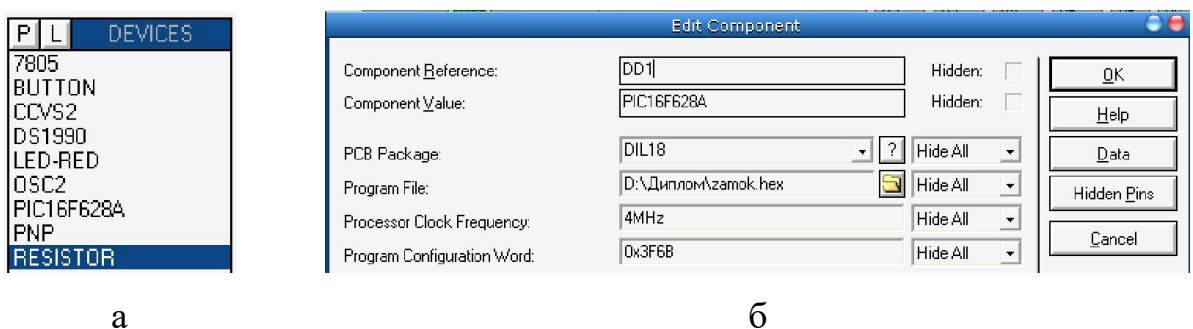 P L DEVICES
7805
BUTTON
CCVS2
DS1990
LED-RED
OSC2
PIC16F628A
PNP
RESISTOR
а
Edit Component
Component Reference: DD1 Hidden:
Component Value: PIC16F628A Hidden:
PCB Package: DIL18 ? Hide All
Program File: D:\Диплом\zamok.hex Hide All
Processor Clock Frequency: 4MHz Hide All
Program Configuration Word: 0x3F6B Hide All
OK
Help
Data
Hidden Pins
Cancel
б